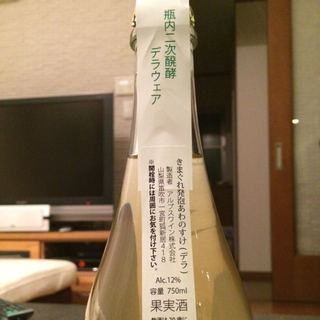 瓶内二次醗酵
デラウェア
きまぐれ発泡あわのすけ(デラ)
製造者 アルプスワイン株式会社
山梨県笛吹市一宮町狐新居418
※開栓時には周囲にお気を付け下さい。
Alc.12%
容量 750ml
果実酒